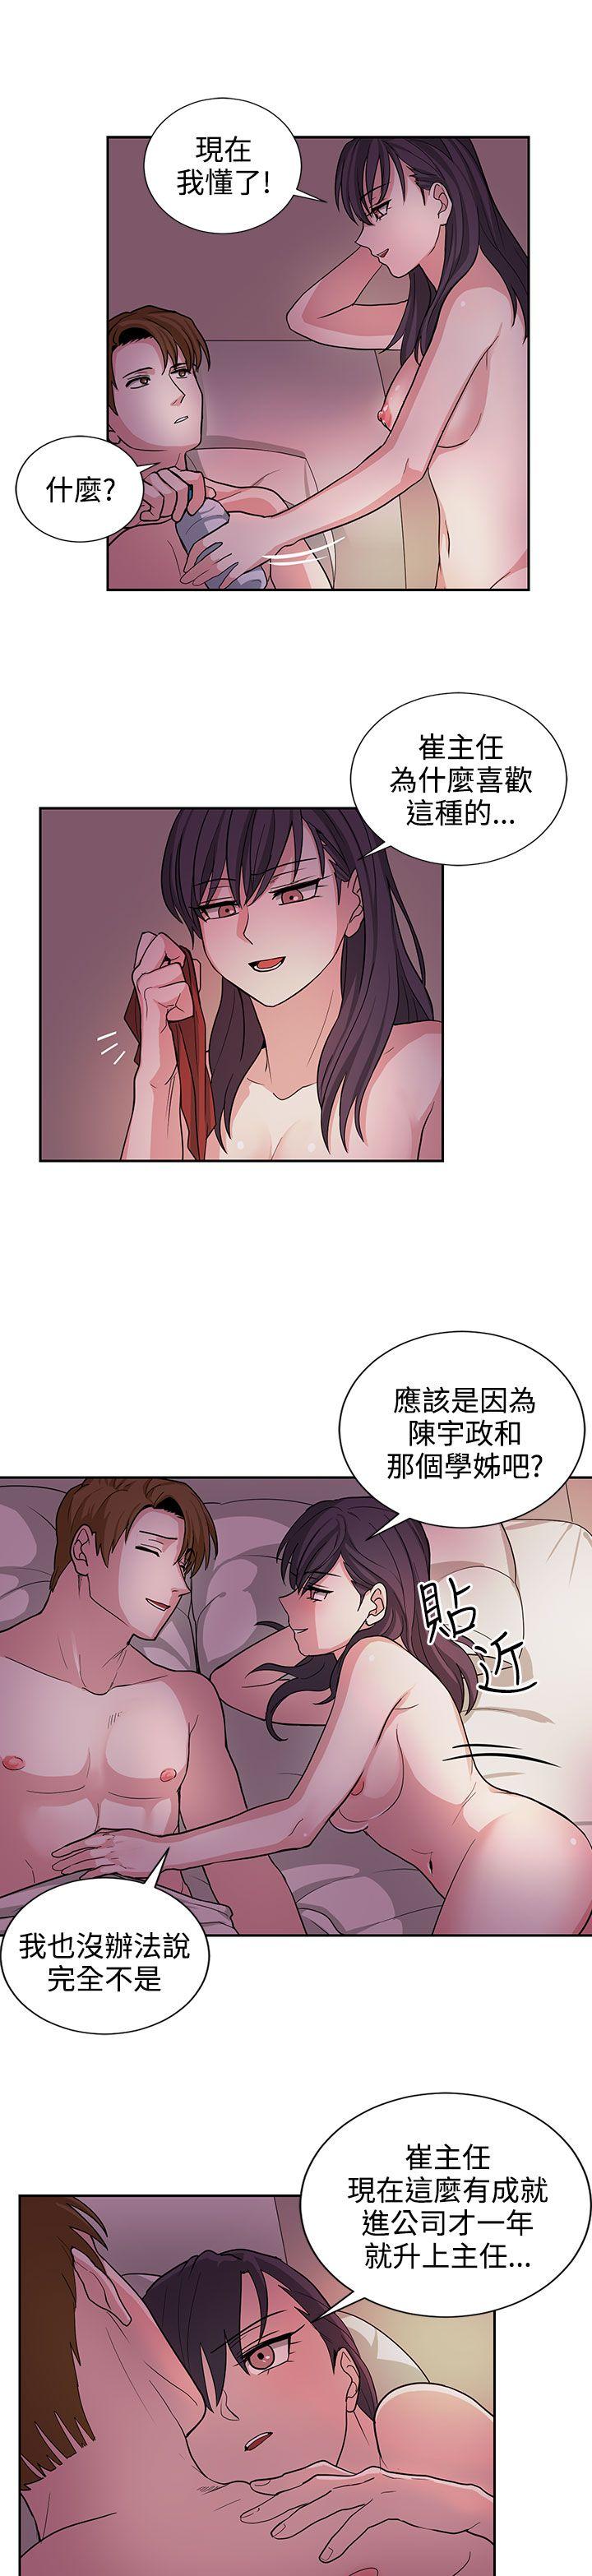 現在
我懂了!
什麼?
崔主任
為什麼喜歡
這種的...
應該是因為
陳宇政和
那個學姊吧?
貼近
我也沒辦法說
完全不是
崔主任
現在這麼有成就
進公司才一年
就升上主任...